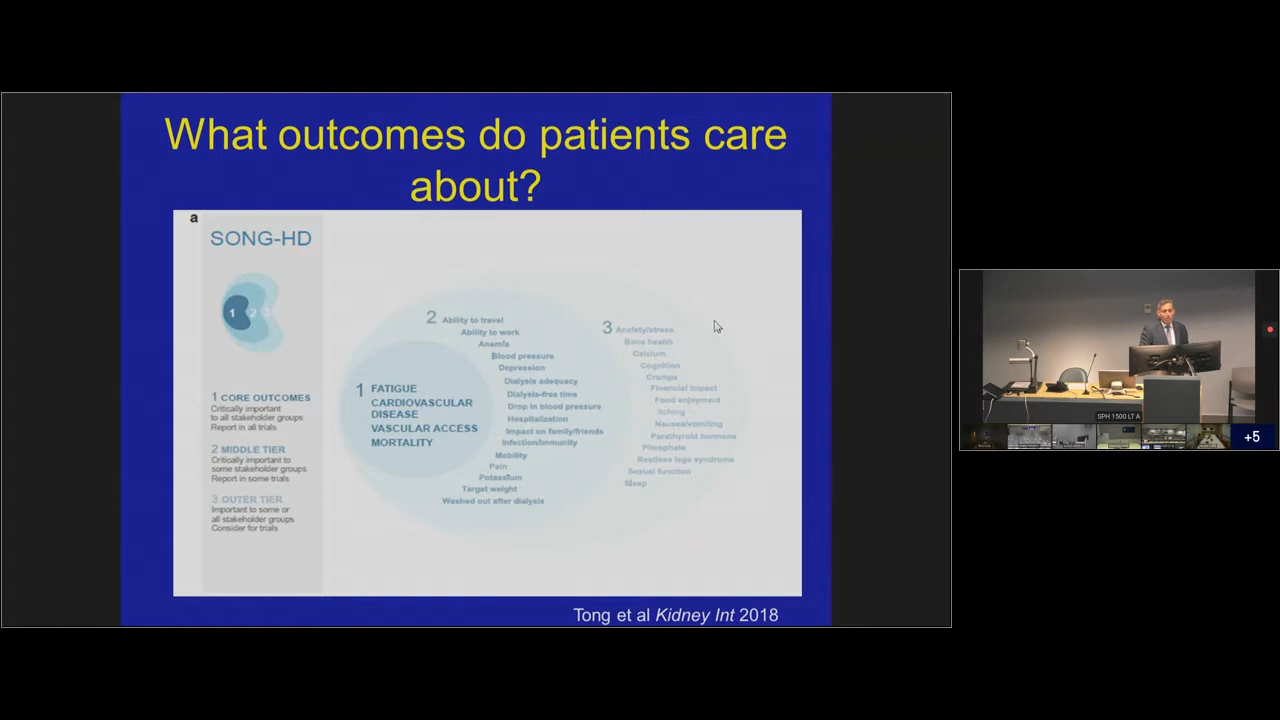 What outcomes do patients care
about?
a
SONG-HD
1 2 3
1 CORE OUTCOMES
Critically important
to all stakeholder groups
Report in all trials
2 MIDDLE TIER
Critically important to
some stakeholder groups
Report in some trials
3 OUTER TIER
Important to some or
all stakeholder groups
Consider for trials
1 FATIGUE
CARDIOVASCULAR
DISEASE
VASCULAR ACCESS
MORTALITY
2 Ability to travel
Ability to work
Anemia
Blood pressure
Depression
Dialysis adequacy
Dialysis-free time
Drop in blood pressure
Hospitalization
Impact on family/friends
Infection/immunity
Mobility
Pain
Potassium
Target weight
Washed out after dialysis
3 Anxiety/stress
Bone health
Calcium
Cognition
Cramps
Financial impact
Food enjoyment
Itching
Nausea/vomiting
Parathyroid hormone
Phosphate
Restless legs syndrome
Sexual function
Sleep
Tong et al Kidney Int 2018
SPH 1500 LT A
+5